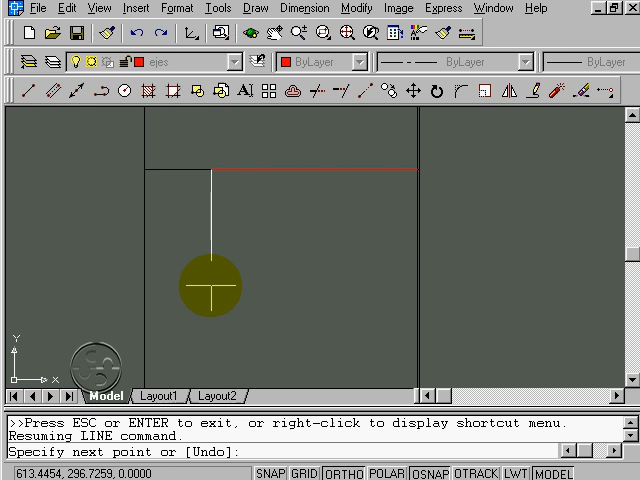 File Edit View Insert Format Tools Draw Dimension Modify Image Express Window Help
ejes ByLayer ByLayer ByLayer
A
Y
X
Model Layout1 Layout2
>>Press ESC or ENTER to exit, or right-click to display shortcut menu.
Resuming LINE command.
Specify next point or [Undo]:
613.4454, 296.7259, 0.0000 SNAP GRID ORTHO POLAR OSNAP OTRACK LWT MODEL